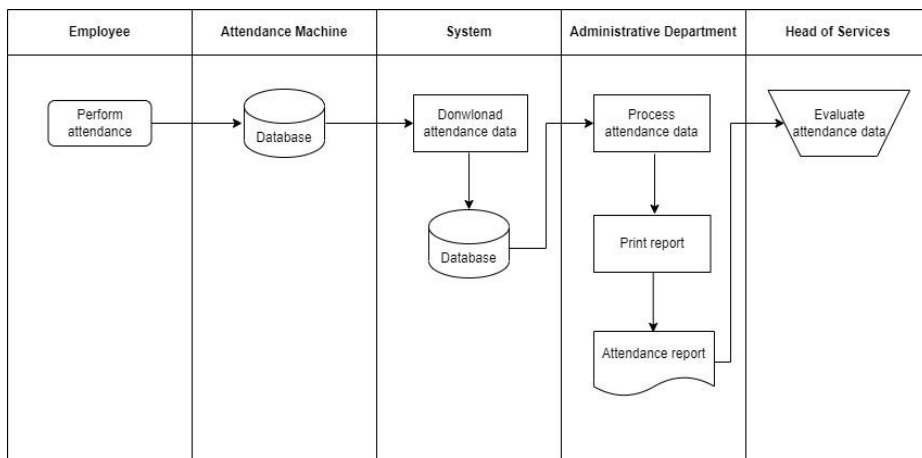 Employee
Attendance Machine
System
Administrative Department
Head of Services
Perform
attendance
Database
Donwlonad
attendance data
Database
Process
attendance data
Print report
Attendance report
Evaluate
attendance data